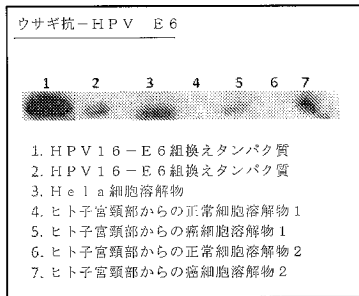 ウサギ抗-HPV E6
1 2 3 4 5 6 7
1. HPV16-E6組換えタンパク質
2. HPV16-E6組換えタンパク質
3. Hela細胞溶解物
4. ヒト子宮頸部からの正常細胞溶解物1
5. ヒト子宮頸部からの癌細胞溶解物1
6. ヒト子宮頸部からの正常細胞溶解物2
7. ヒト子宮頸部からの癌細胞溶解物2